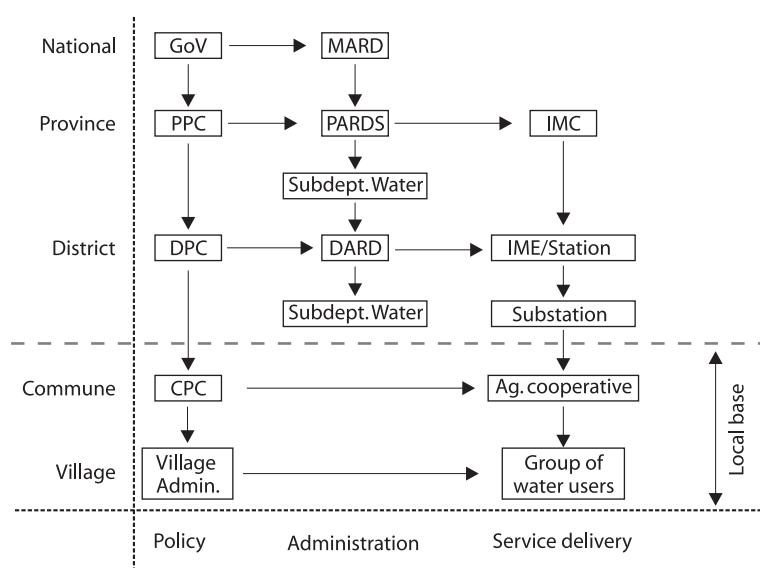 National
GoV
MARD
Province
PPC
PARDS
IMC
Subdept. Water
District
DPC
DARD
IME/Station
Subdept. Water
Substation
Commune
CPC
Ag. cooperative
Local base
Village
Village
Admin.
Group of
water users
Policy
Administration
Service delivery